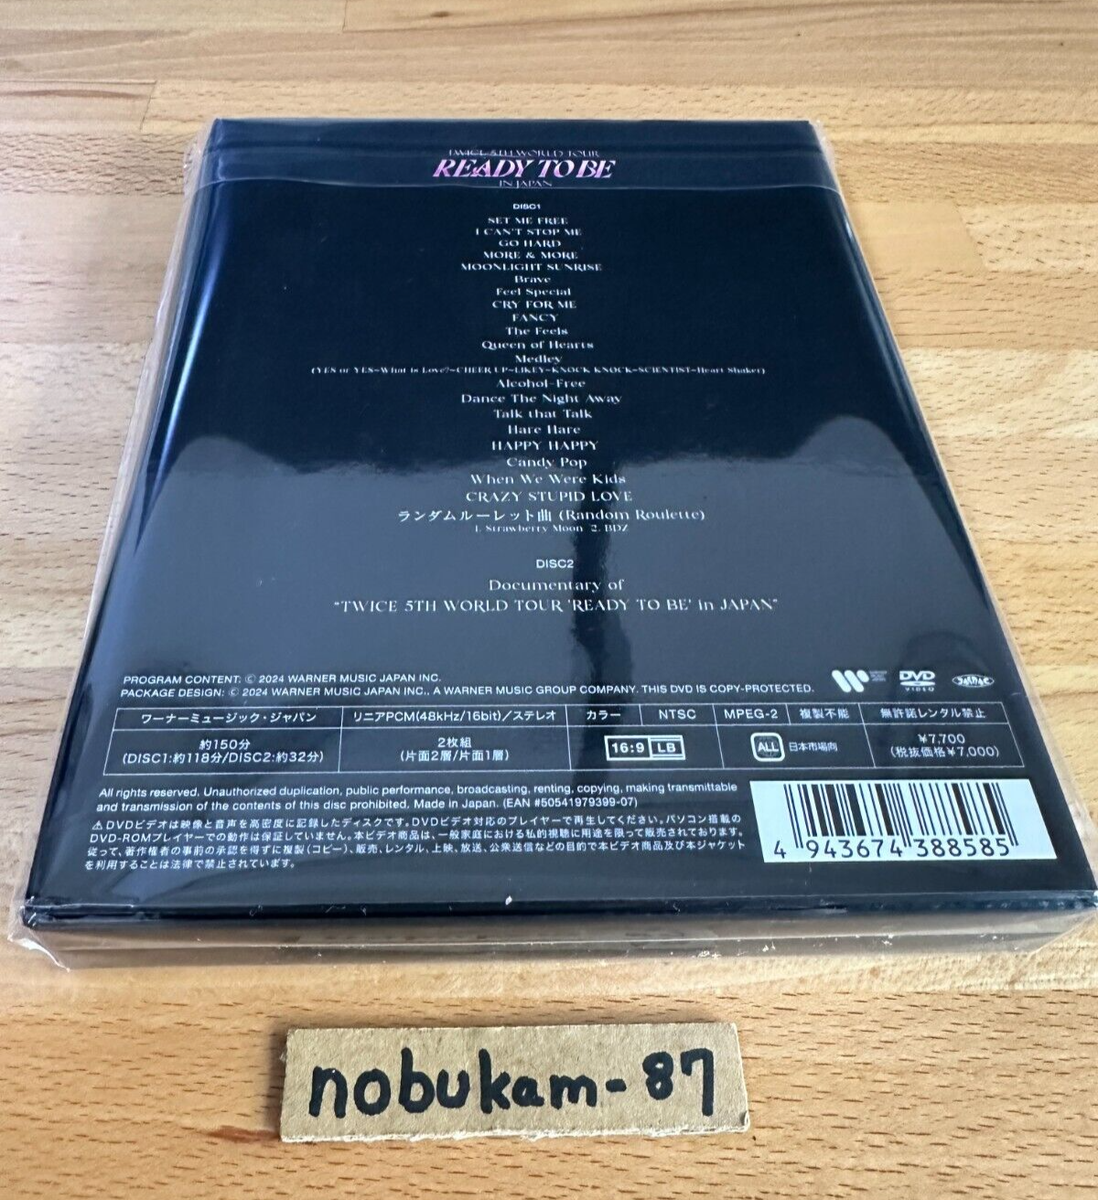 TWICE 5TH WORLD TOUR
READY TO BE
IN JAPAN
DISC1
SET ME FREE
I CAN'T STOP ME
GO HARD
MORE & MORE
MOONLIGHT SUNRISE
Brave
Feel Special
CRY FOR ME
FANCY
The Feels
Queen of Hearts
Medley
(YES or YES~What is Love?~CHEER UP~LIKEY~KNOCK KNOCK~SCIENTIST~Heart Shaker)
Alcohol-Free
Dance The Night Away
Talk that Talk
Hare Hare
HAPPY HAPPY
Candy Pop
When We Were Kids
CRAZY STUPID LOVE
ランダムルーレット曲 (Random Roulette)
1. Strawberry Moon 2. BDZ
DISC2
Documentary of
"TWICE 5TH WORLD TOUR 'READY TO BE' in JAPAN"
PROGRAM CONTENT: Ⓒ 2024 WARNER MUSIC JAPAN INC.
PACKAGE DESIGN: Ⓒ 2024 WARNER MUSIC JAPAN INC., A WARNER MUSIC GROUP COMPANY. THIS DVD IS COPY-PROTECTED.
DVD VIDEO
ワーナーミュージック・ジャパン リニアPCM(48kHz/16bit)/ステレオ カラー NTSC MPEG-2 複製不能 無許諾レンタル禁止
約150分 2枚組 16:9 LB ALL 日本市場向 ¥7,700
(DISC1:約118分/DISC2:約32分) (片面2層/片面1層) (税抜価格¥7,000)
All rights reserved. Unauthorized duplication, public performance, broadcasting, renting, copying, making transmittable
and transmission of the contents of this disc prohibited. Made in Japan. (EAN #50541979399-07)
⚠DVDビデオは映像と音声を高密度に記録したディスクです。DVDビデオ対応のプレイヤーで再生してください。パソコン搭載の
DVD-ROMプレイヤーでの動作は保証していません。本ビデオ商品は、一般家庭における私的視聴に用途を限って販売されております。
従って、著作権者の事前の承認を得ずに複製(コピー)、販売、レンタル、上映、放送、公衆送信などの目的で本ビデオ商品及び本ジャケット
を利用することは法律で禁止されています。
4 943674 388585
nobukam-87